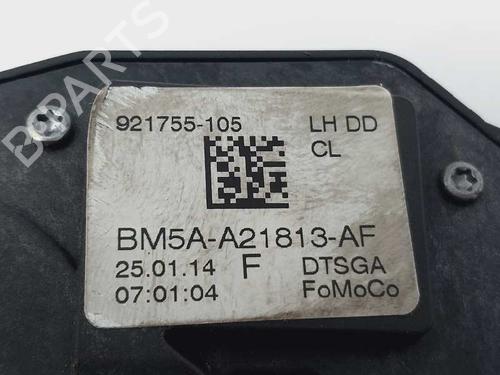 B-PARTS
921755-105 LH DD
CL
BM5A-A21813-AF
25.01.14 F DTSGA
07:01:04 FoMoCo